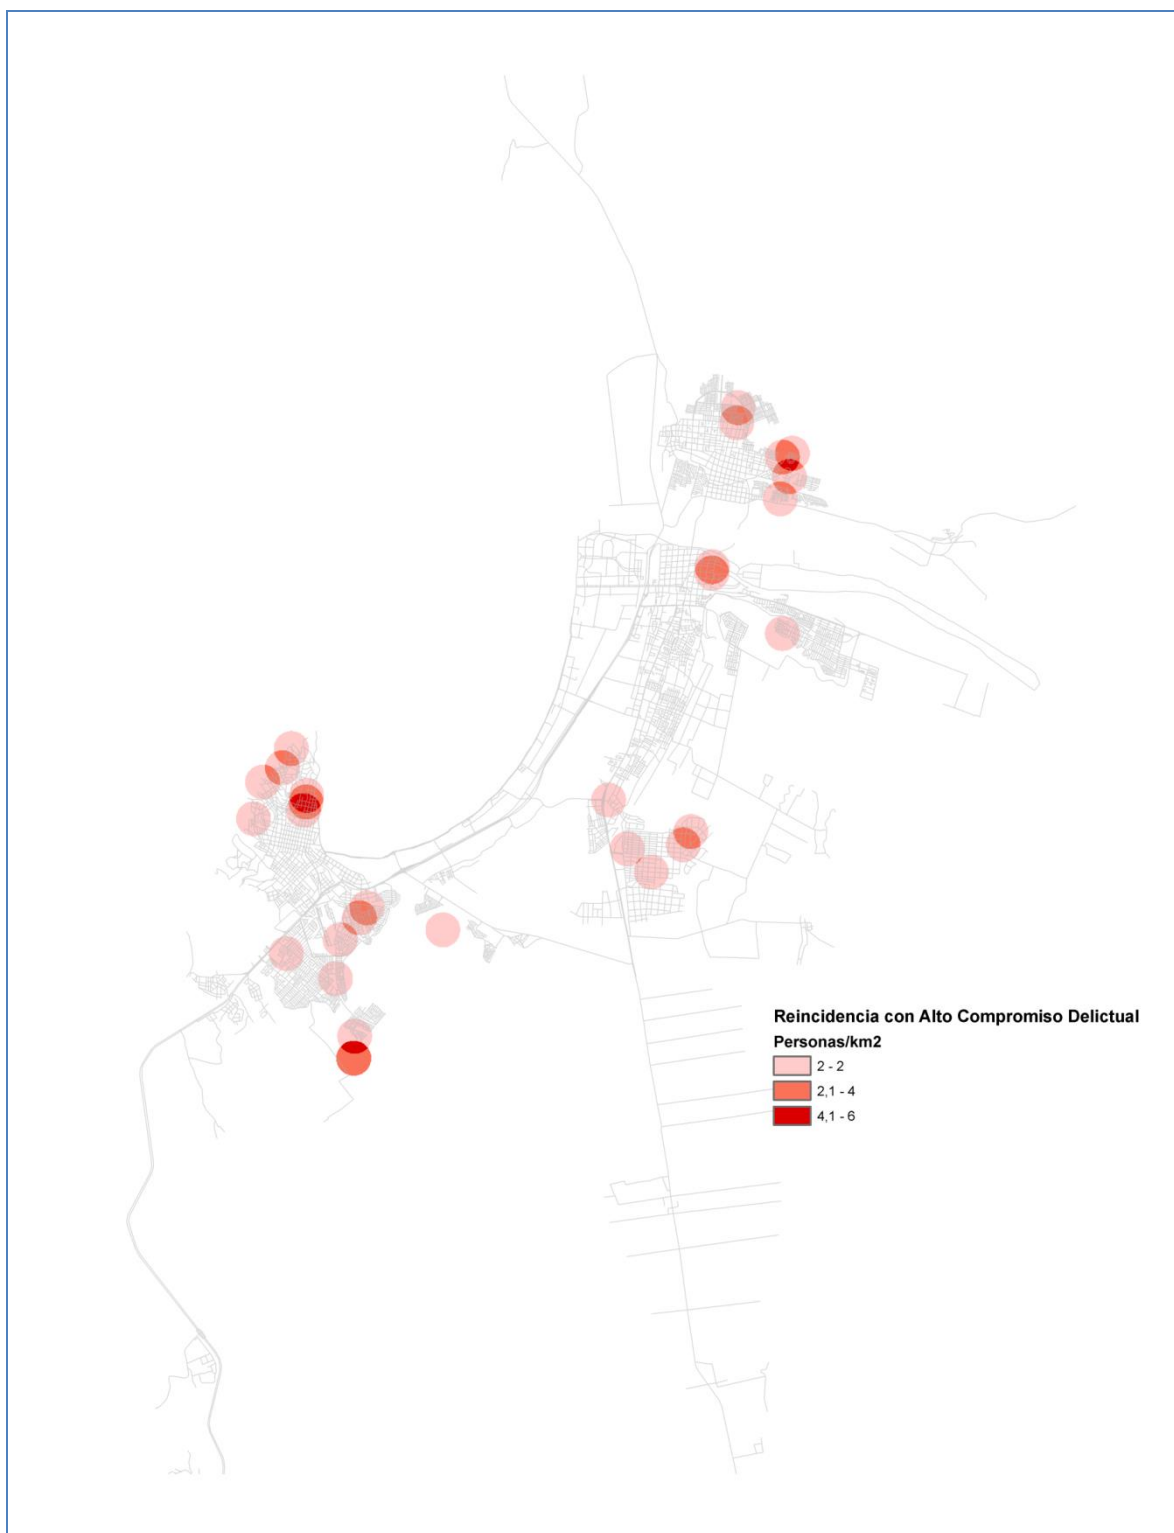 Reincidencia con Alto Compromiso Delictual
Personas/km2
2 - 2
2,1 - 4
4,1 - 6